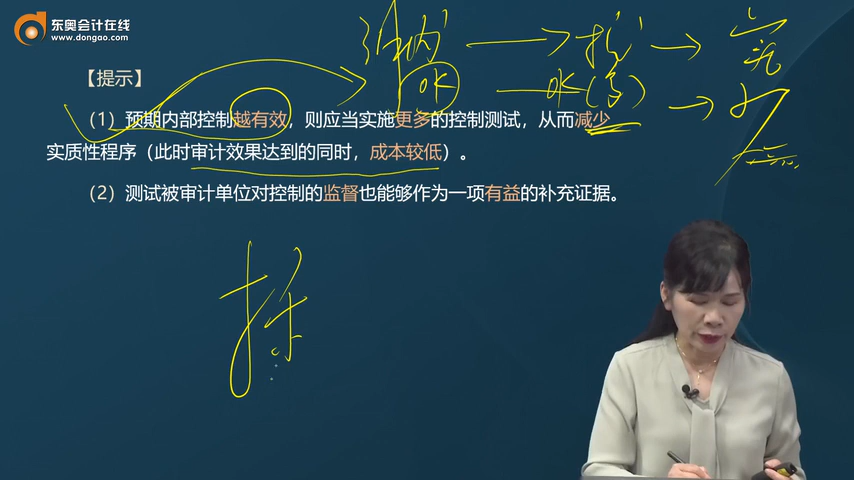 东奥会计在线
www.dongao.com
【提示】
OK
OK
（1）预期内部控制越有效，则应当实施更多的控制测试，从而减少
实质性程序（此时审计效果达到的同时，成本较低）。
（2）测试被审计单位对控制的监督也能够作为一项有益的补充证据。